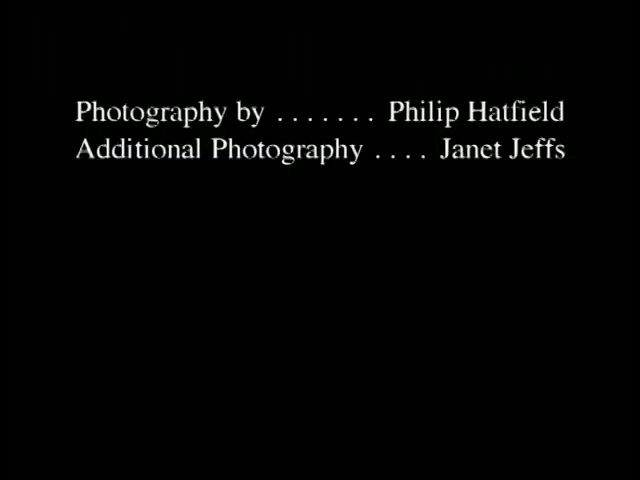 Photography by . . . . . . . Philip Hatfield
Additional Photography . . . . Janet Jeffs